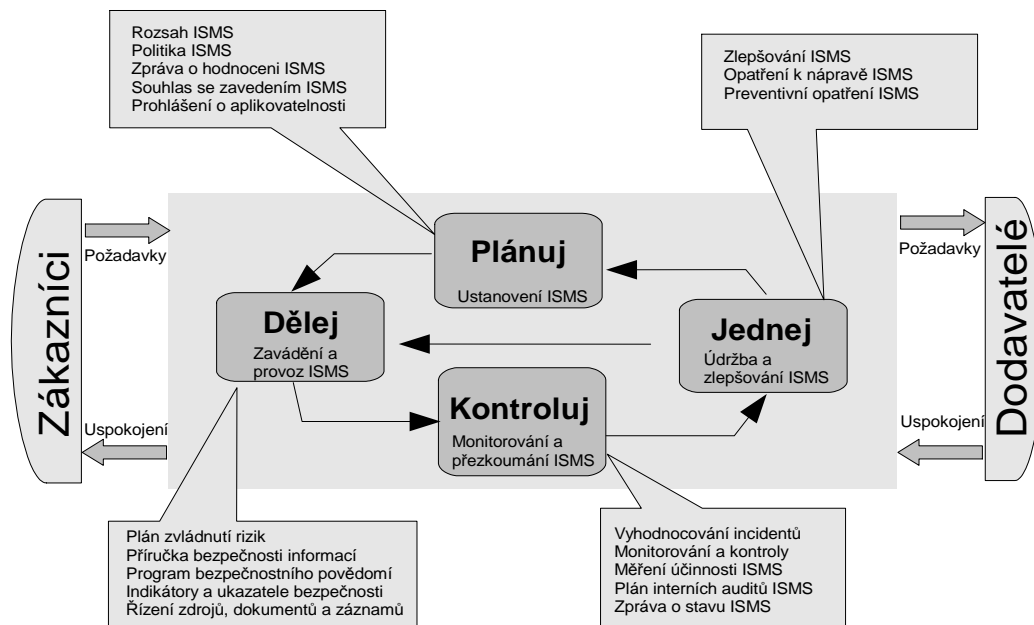 Rozsah ISMS
Politika ISMS
Zpráva o hodnoceni ISMS
Souhlas se zavedením ISMS
Prohlášení o aplikovatelnosti
Zlepšování ISMS
Opatření k nápravě ISMS
Preventivní opatření ISMS
Zákazníci
Požadavky
Uspokojení
Plánuj
Ustanovení ISMS
Dělej
Zavádění a
provoz ISMS
Jednej
Údržba a
zlepšování ISMS
Kontroluj
Monitorování a
přezkoumání ISMS
Požadavky
Uspokojení
Dodavatelé
Plán zvládnutí rizik
Příručka bezpečnosti informací
Program bezpečnostního povědomí
Indikátory a ukazatele bezpečnosti
Řízení zdrojů, dokumentů a záznamů
Vyhodnocování incidentů
Monitorování a kontroly
Měření účinnosti ISMS
Plán interních auditů ISMS
Zpráva o stavu ISMS